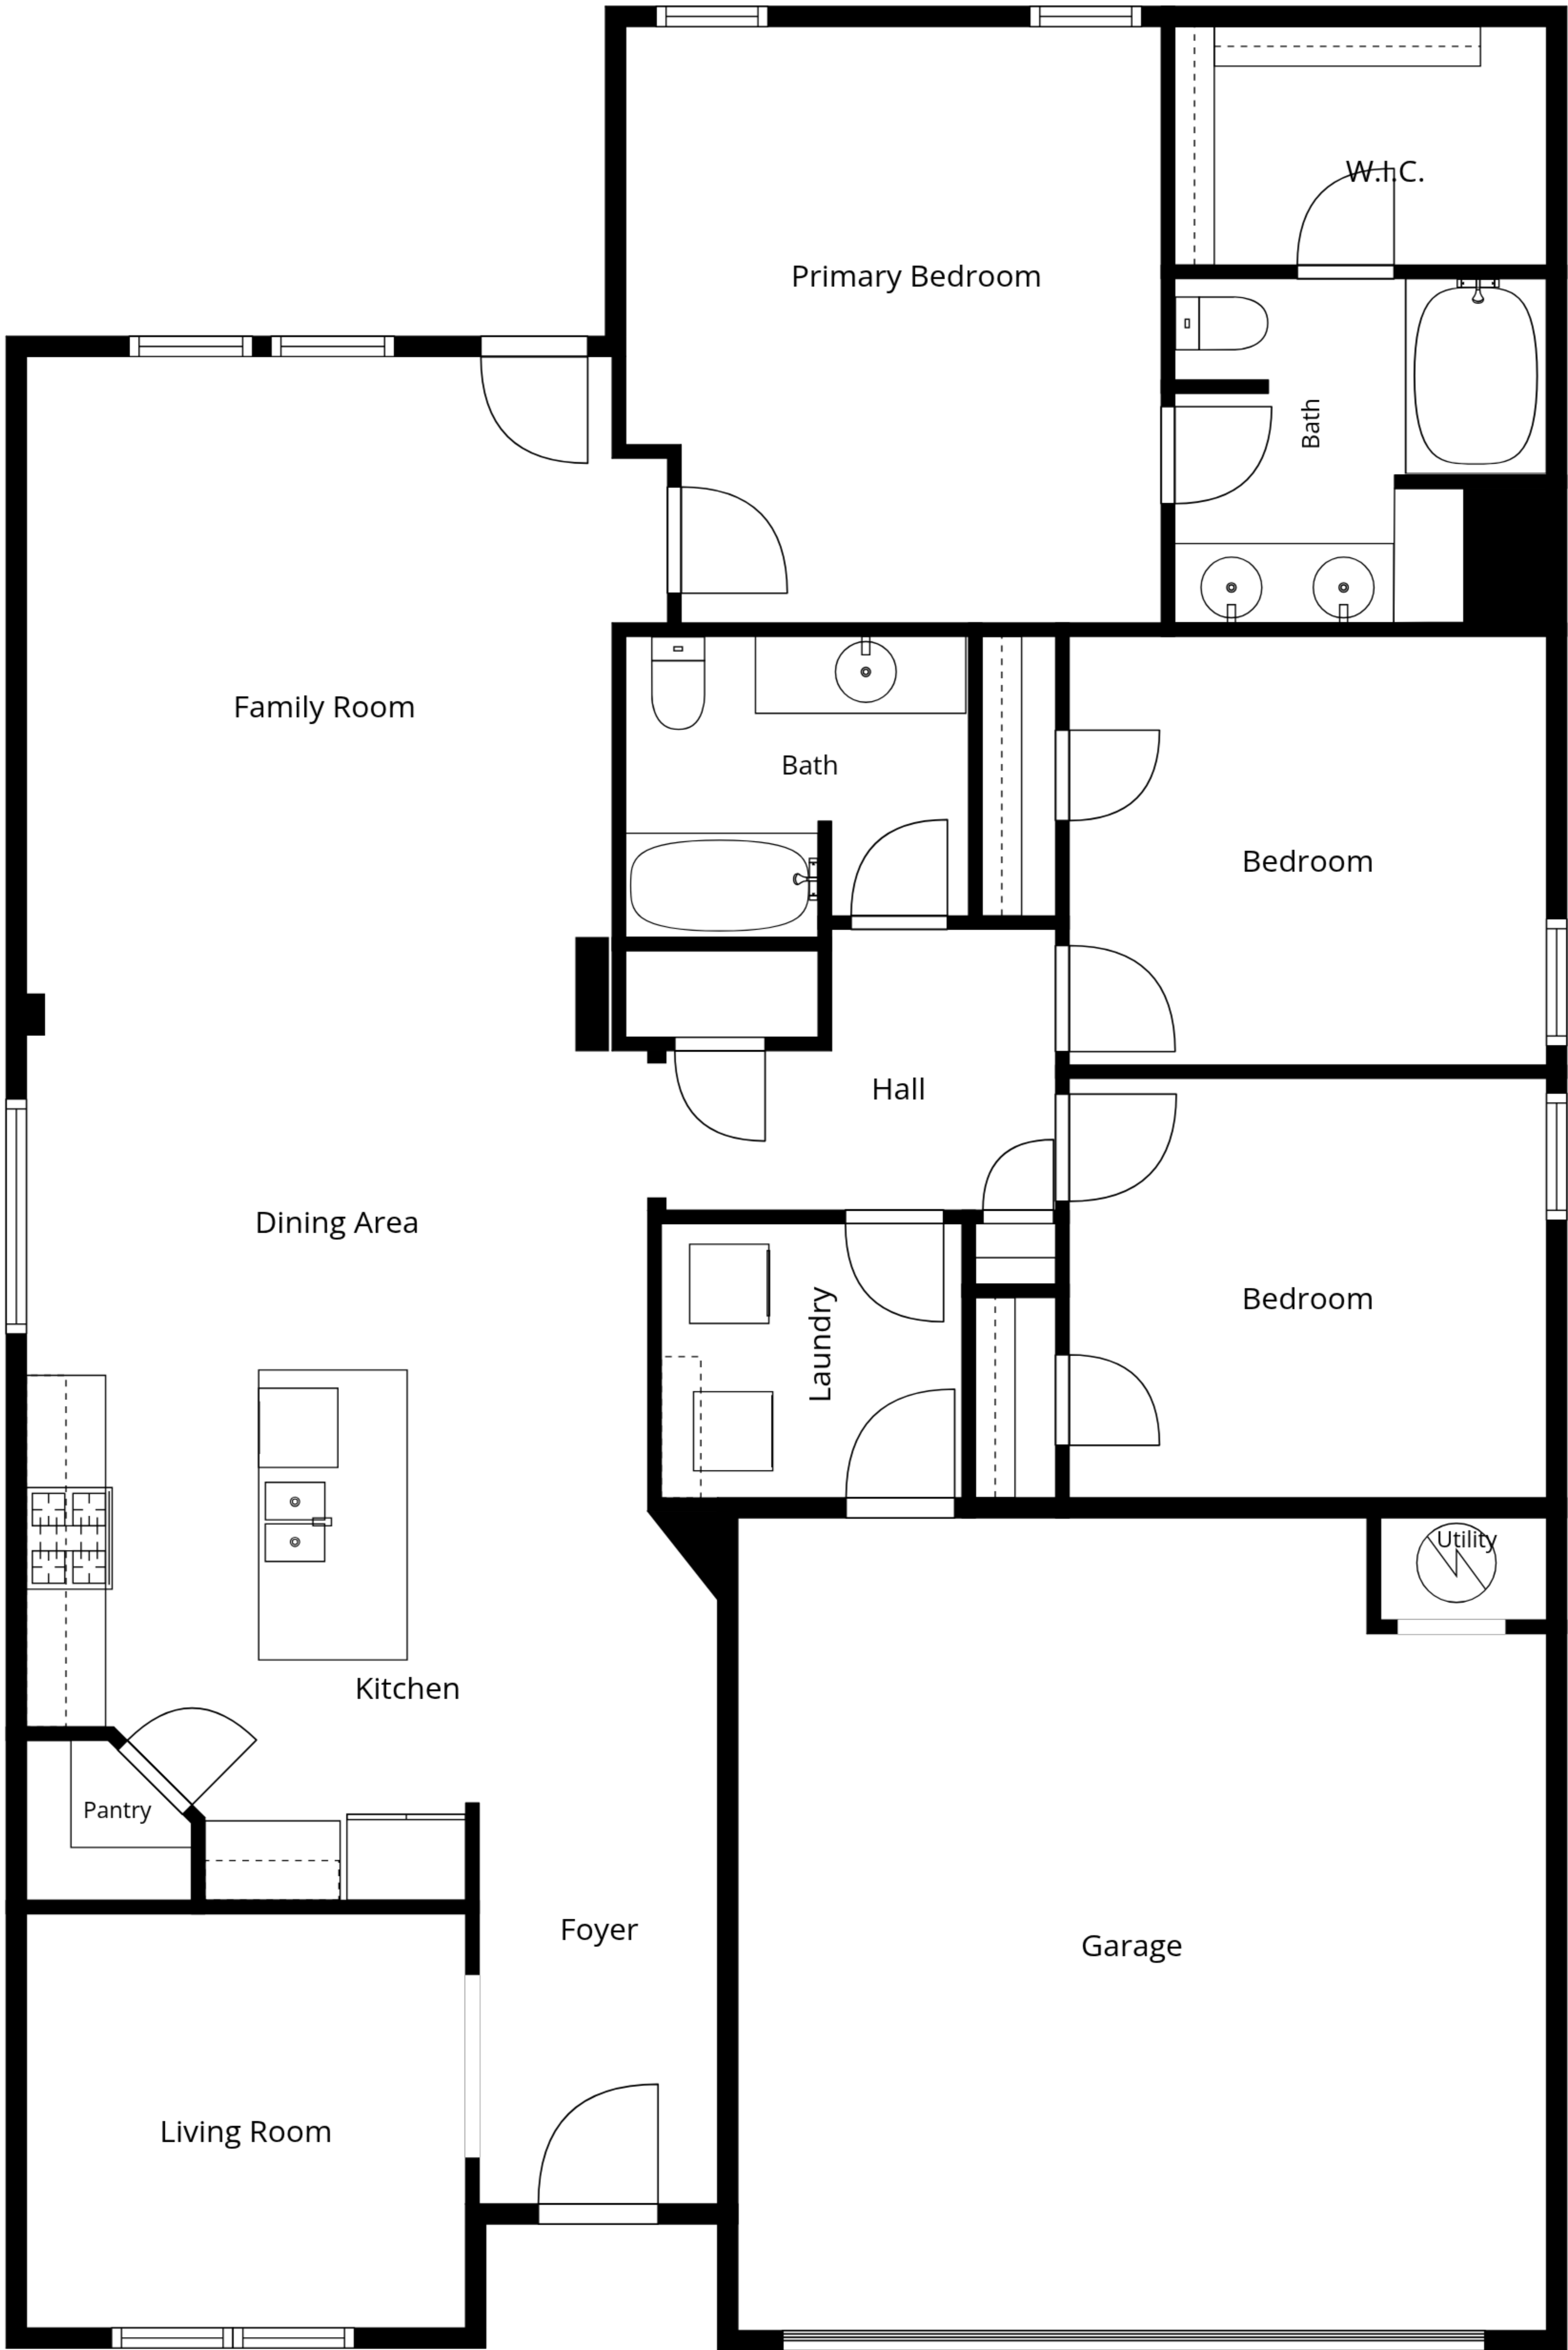 W.I.C.
Primary Bedroom
Bath
Family Room
Bath
Bedroom
Hall
Dining Area
Bedroom
Laundry
Utility
Kitchen
Pantry
Foyer
Garage
Living Room